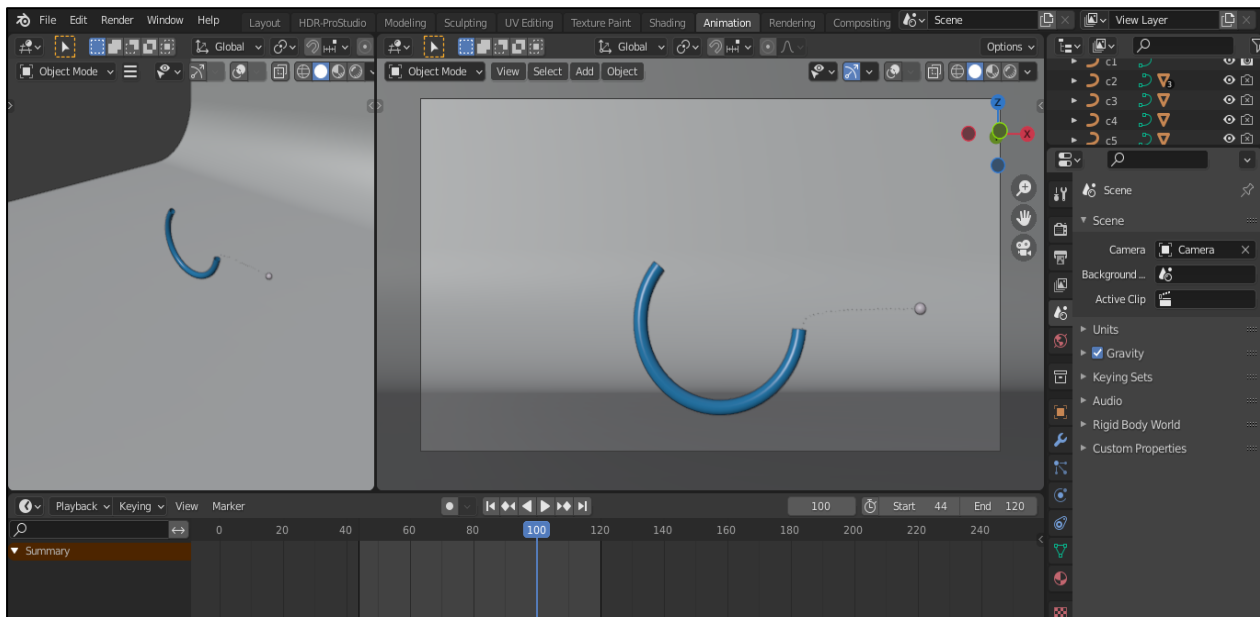 File Edit Render Window Help Layout HDR-ProStudio Modeling Sculpting UV Editing Texture Paint Shading Animation Rendering Compositing Scene View Layer
Global Global Options
Object Mode Object Mode View Select Add Object
c1
c2 3
c3
c4
c5
Z
X
Scene
Scene
Camera Camera
Background ...
Active Clip
Units
Gravity
Keying Sets
Audio
Rigid Body World
Custom Properties
Playback Keying View Marker 100 Start 44 End 120
0 20 40 60 80 100 120 140 160 180 200 220 240
Summary